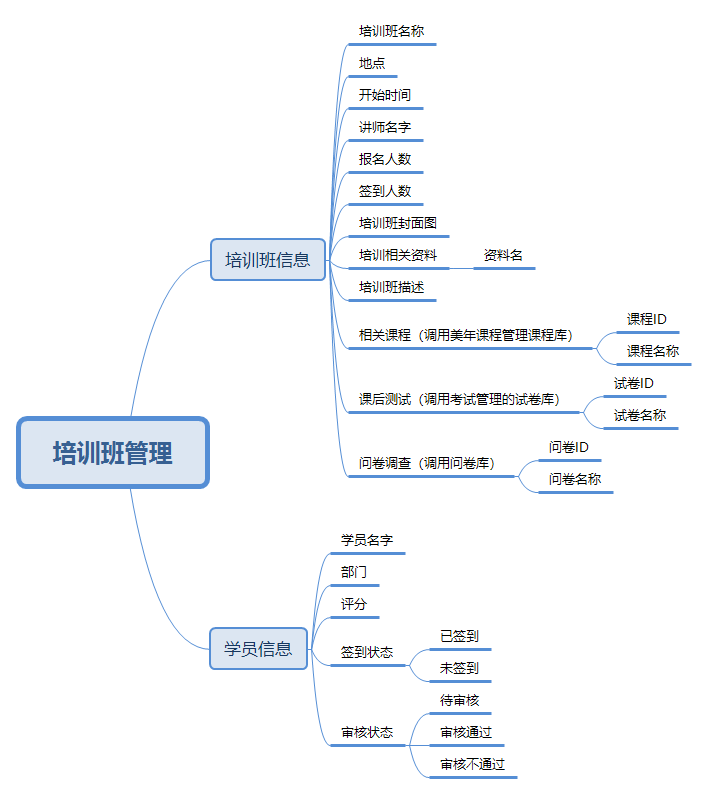 培训班管理
培训班信息
培训班名称
地点
开始时间
讲师名字
报名人数
签到人数
培训班封面图
培训相关资料
资料名
培训班描述
相关课程（调用美年课程管理课程库）
课程ID
课程名称
课后测试（调用考试管理的试卷库）
试卷ID
试卷名称
问卷调查（调用问卷库）
问卷ID
问卷名称
学员信息
学员名字
部门
评分
签到状态
已签到
未签到
审核状态
待审核
审核通过
审核不通过